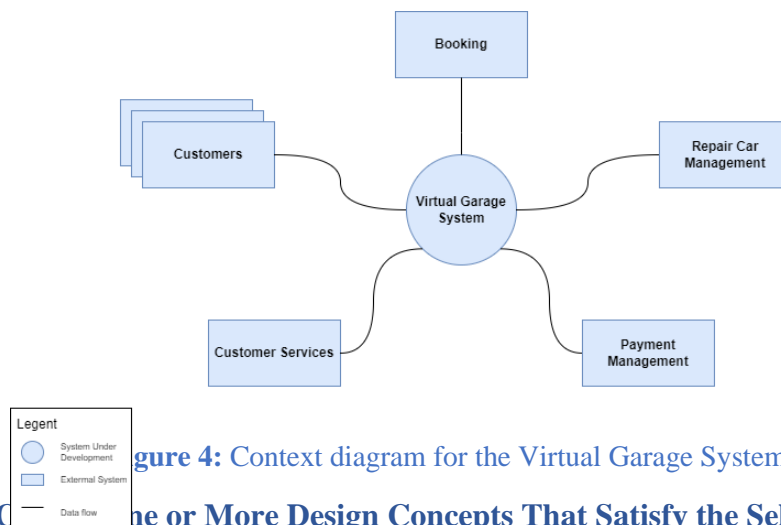 Booking
Customers
Repair Car
Management
Virtual Garage
System
Customer Services
Payment
Management
Legent
System Under
Development
External System
Data flow
gure 4: Context diagram for the Virtual Garage System
ne or More Design Concepts That Satisfy the Se